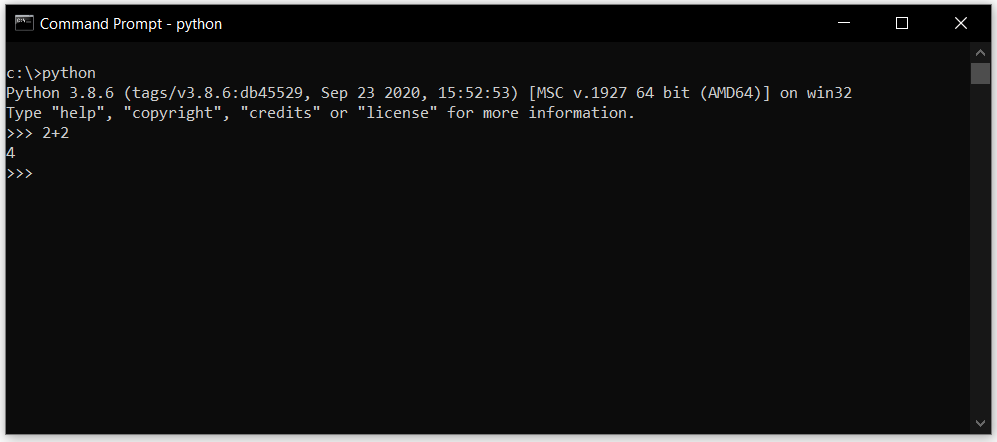 Command Prompt - python
c:\>python
Python 3.8.6 (tags/v3.8.6:db45529, Sep 23 2020, 15:52:53) [MSC v.1927 64 bit (AMD64)] on win32
Type "help", "copyright", "credits" or "license" for more information.
>>> 2+2
4
>>>